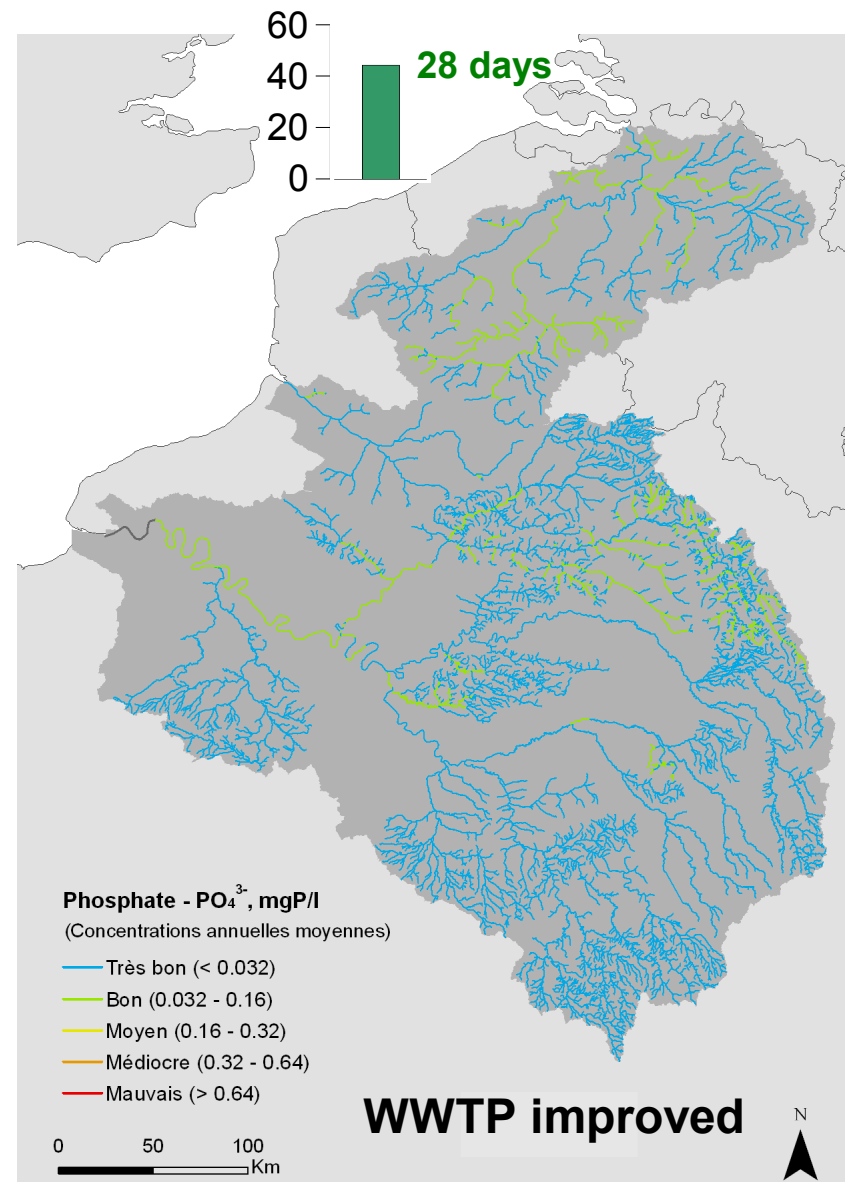 60
40
20
0
28 days
Phosphate - PO₄³⁻, mgP/l
(Concentrations annuelles moyennes)
Très bon (< 0.032)
Bon (0.032 - 0.16)
Moyen (0.16 - 0.32)
Médiocre (0.32 - 0.64)
Mauvais (> 0.64)
WWTP improved
0 50 100
Km
N